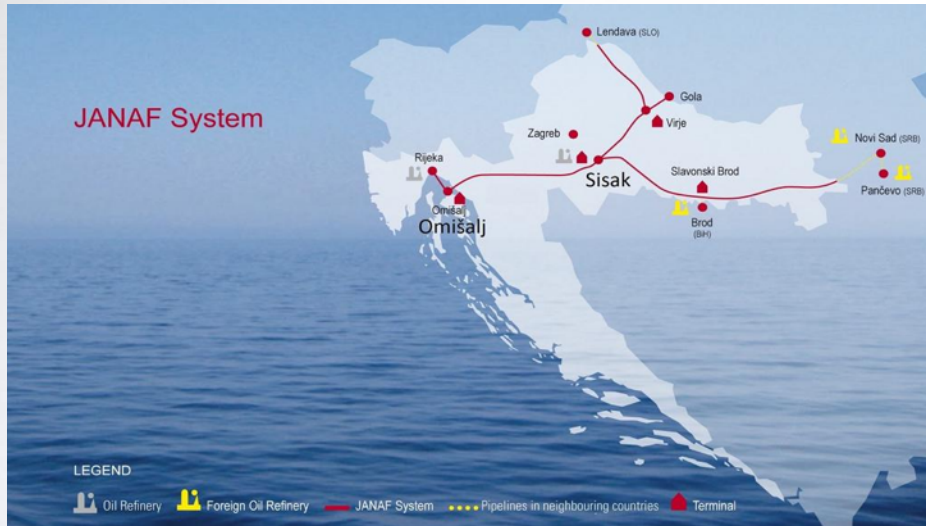 Lendava (SLO)
JANAF System
Gola
Virje
Zagreb
Novi Sad (SRB)
Rijeka
Sisak
Slavonski Brod
Pančevo (SRB)
Omišalj
Omišalj
Brod
(BiH)
LEGEND
Oil Refinery
Foreign Oil Refinery
JANAF System
Pipelines in neighbouring countries
Terminal